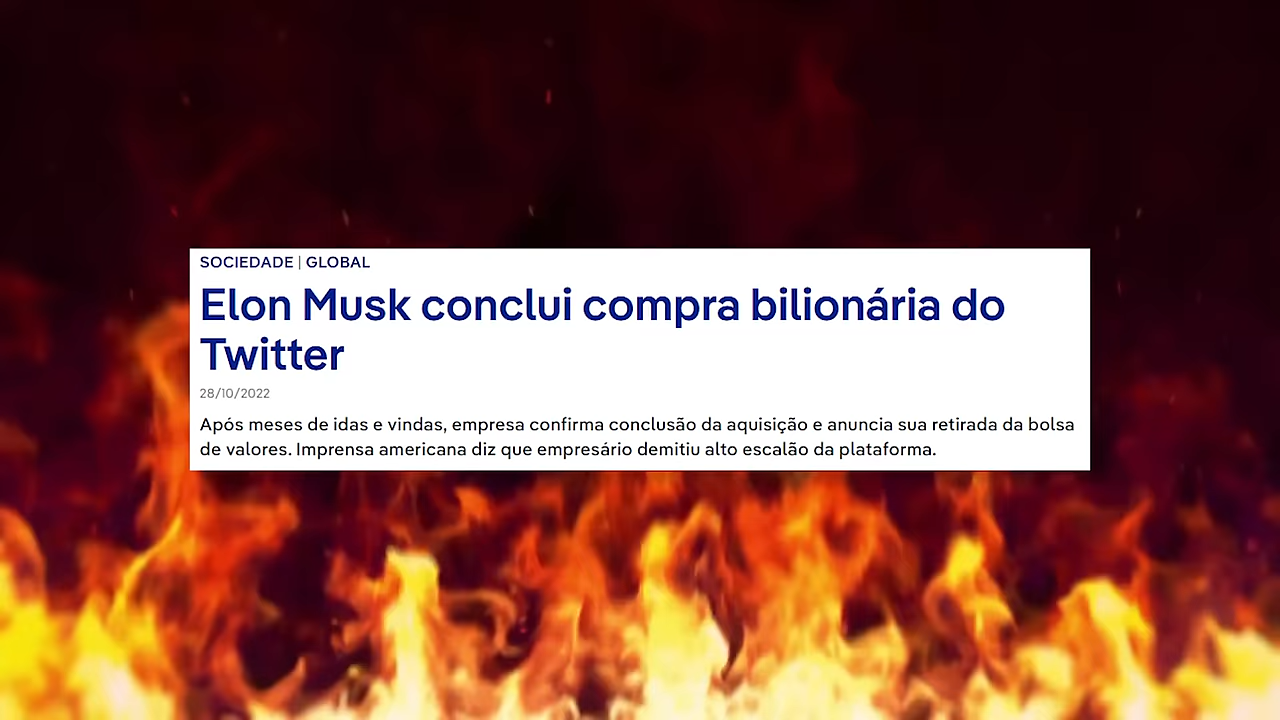 SOCIEDADE | GLOBAL
Elon Musk conclui compra bilionária do
Twitter
28/10/2022
Após meses de idas e vindas, empresa confirma conclusão da aquisição e anuncia sua retirada da bolsa
de valores. Imprensa americana diz que empresário demitiu alto escalão da plataforma.